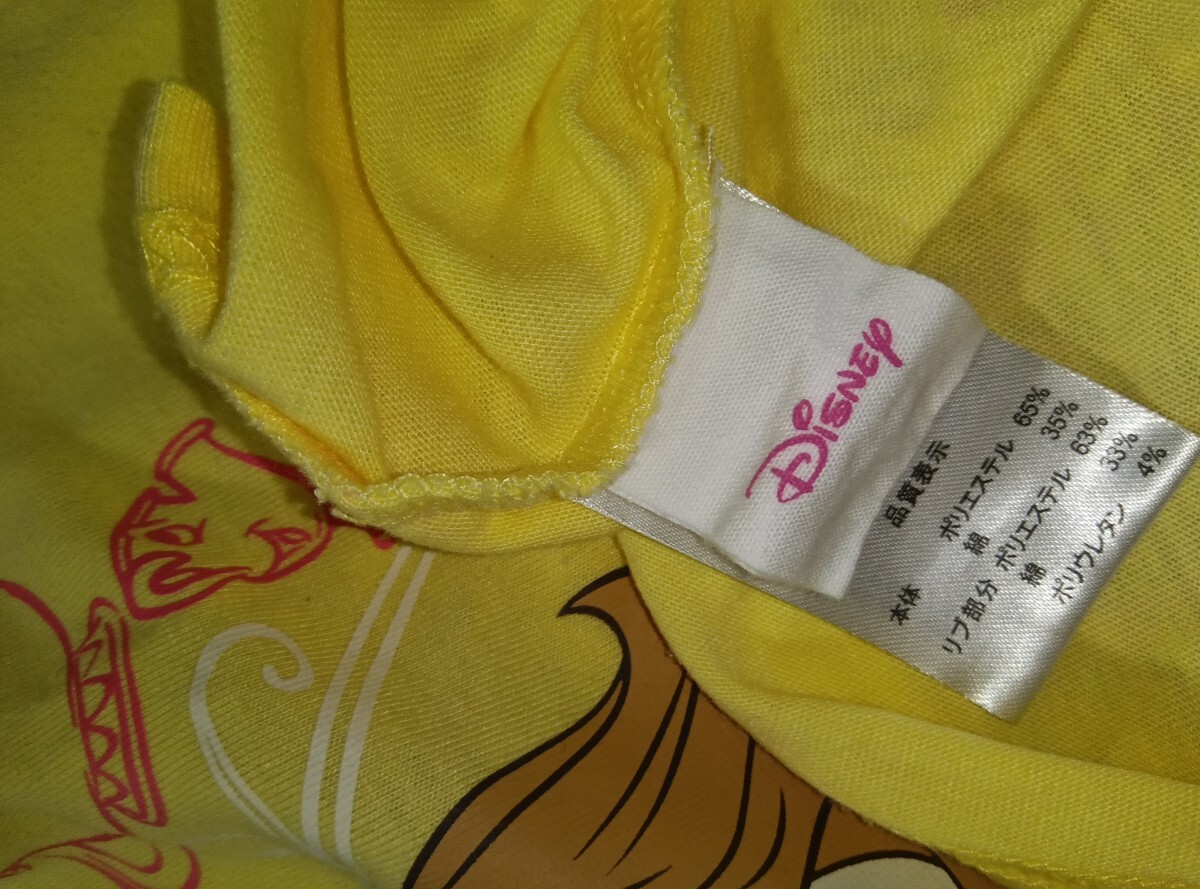 Disney
品質表示
本体 ポリエステル 65%
綿 35%
リブ部分 ポリエステル 63%
綿 33%
ポリウレタン 4%